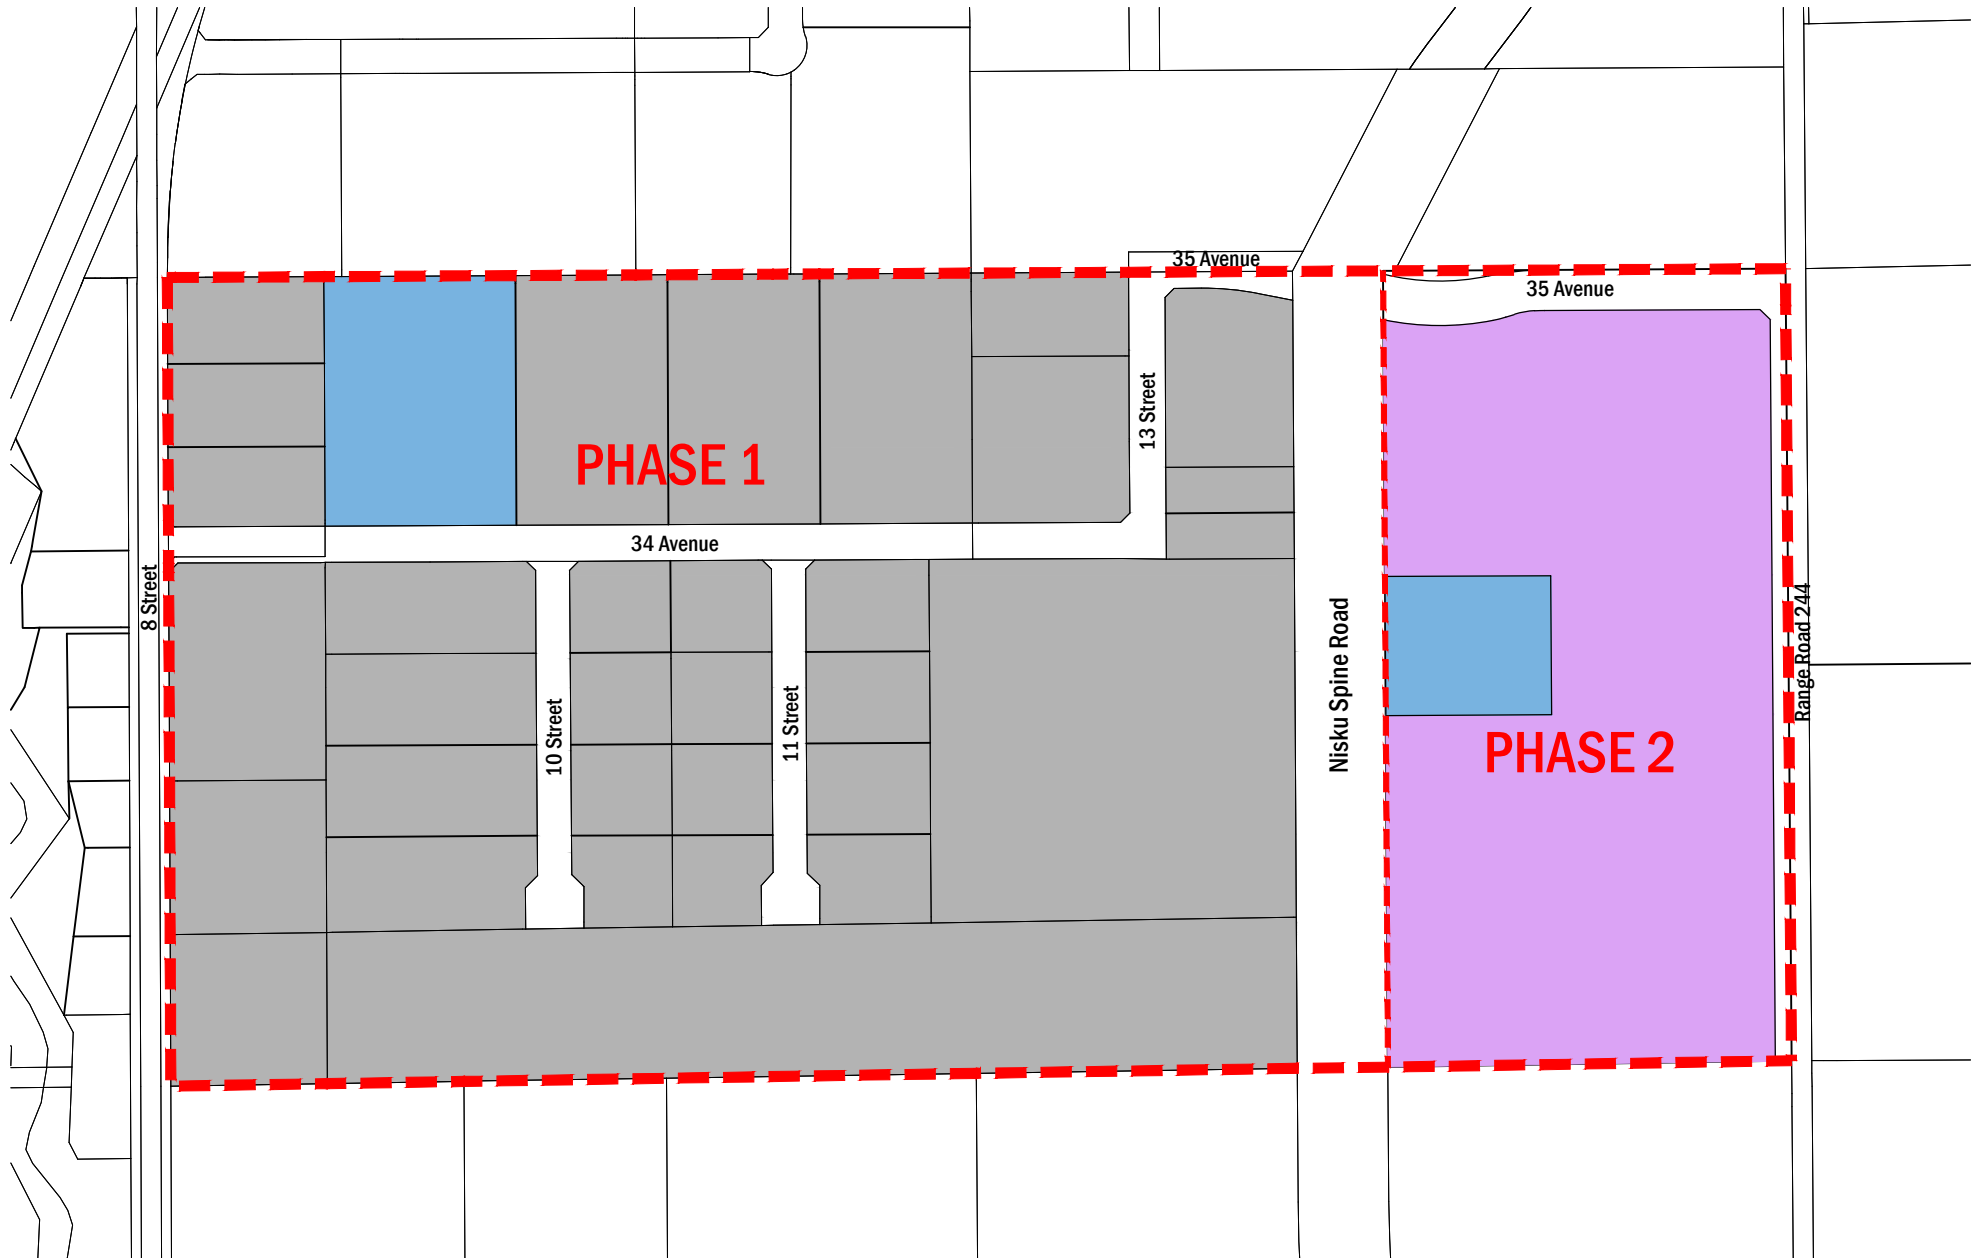 35 Avenue
35 Avenue
13 Street
PHASE 1
34 Avenue
8 Street
10 Street
11 Street
Nisku Spine Road
Range Road 244
PHASE 2